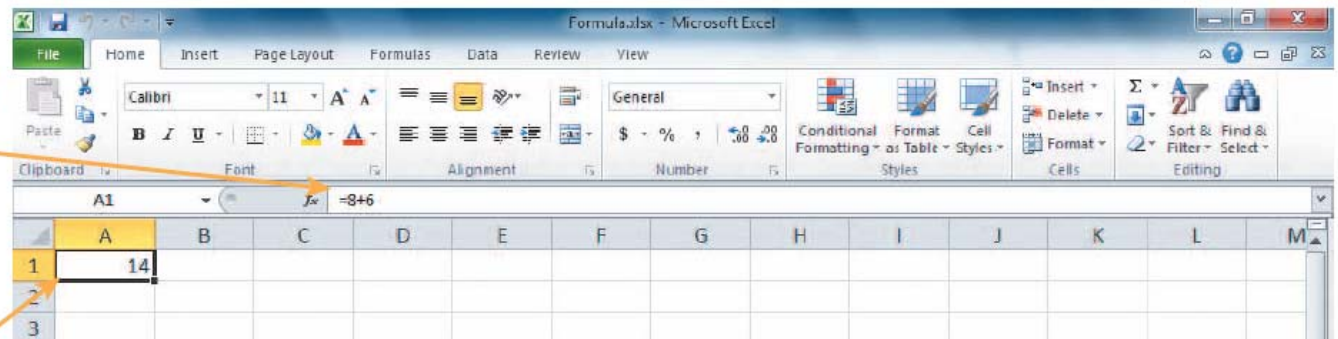 Formula.xlsx - Microsoft Excel
File Home Insert Page Layout Formulas Data Review View
Paste
Calibri 11 A A
B I U A
General
$ % , .00 .00
Conditional Formatting
Format as Table
Cell Styles
Insert
Delete
Format
Σ
Sort & Filter
Find & Select
Clipboard Font Alignment Number Styles Cells Editing
A1 fx =8+6
A B C D E F G H I J K L M
1 14
2
3